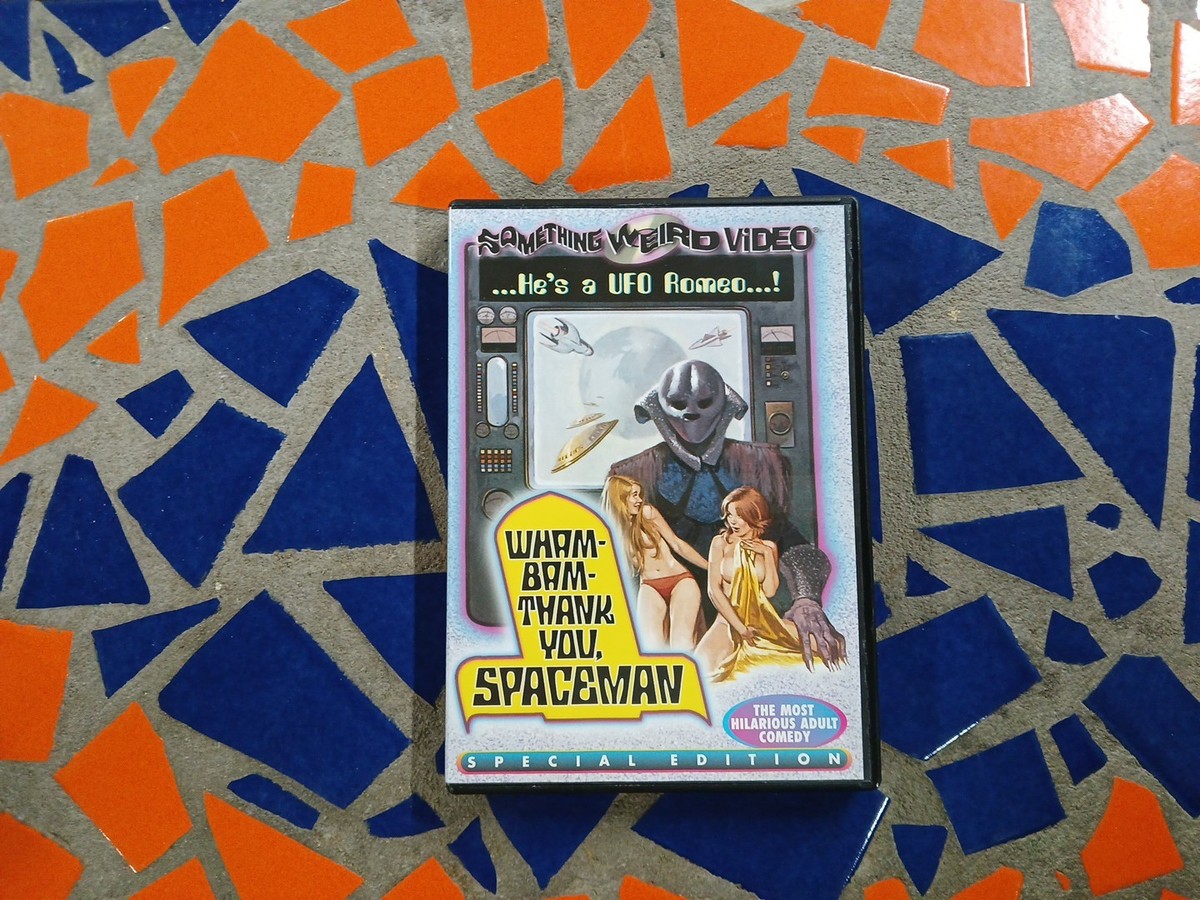 SOMETHING WEIRD VIDEO
...He's a UFO Romeo...!
WHAM-
BAM-
THANK
YOU,
SPACEMAN
THE MOST
HILARIOUS ADULT
COMEDY
SPECIAL EDITION